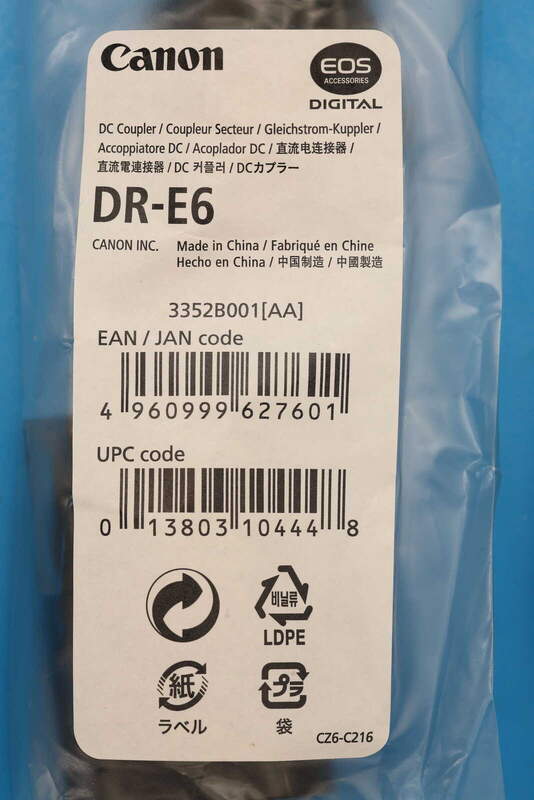 Canon
EOS
ACCESSORIES
DIGITAL
DC Coupler / Coupleur Secteur / Gleichstrom-Kuppler /
Accoppiatore DC / Acoplador DC / 直流电连接器 /
直流電連接器 / DC 커플러 / DCカプラー
DR-E6
CANON INC. Made in China / Fabriqué en Chine
Hecho en China / 中国制造 / 中國製造
3352B001[AA]
EAN / JAN code
4 960999 627601
UPC code
0 13803 10444 8
비닐류
LDPE
紙
ラベル
プラ
袋
CZ6-C216